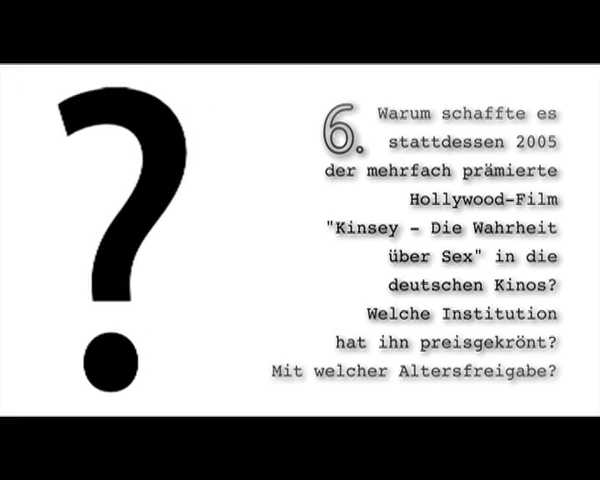 ?
6. Warum schaffte es
stattdessen 2005
der mehrfach prämierte
Hollywood-Film
"Kinsey - Die Wahrheit
über Sex" in die
deutschen Kinos?
Welche Institution
hat ihn preisgekrönt?
Mit welcher Altersfreigabe?